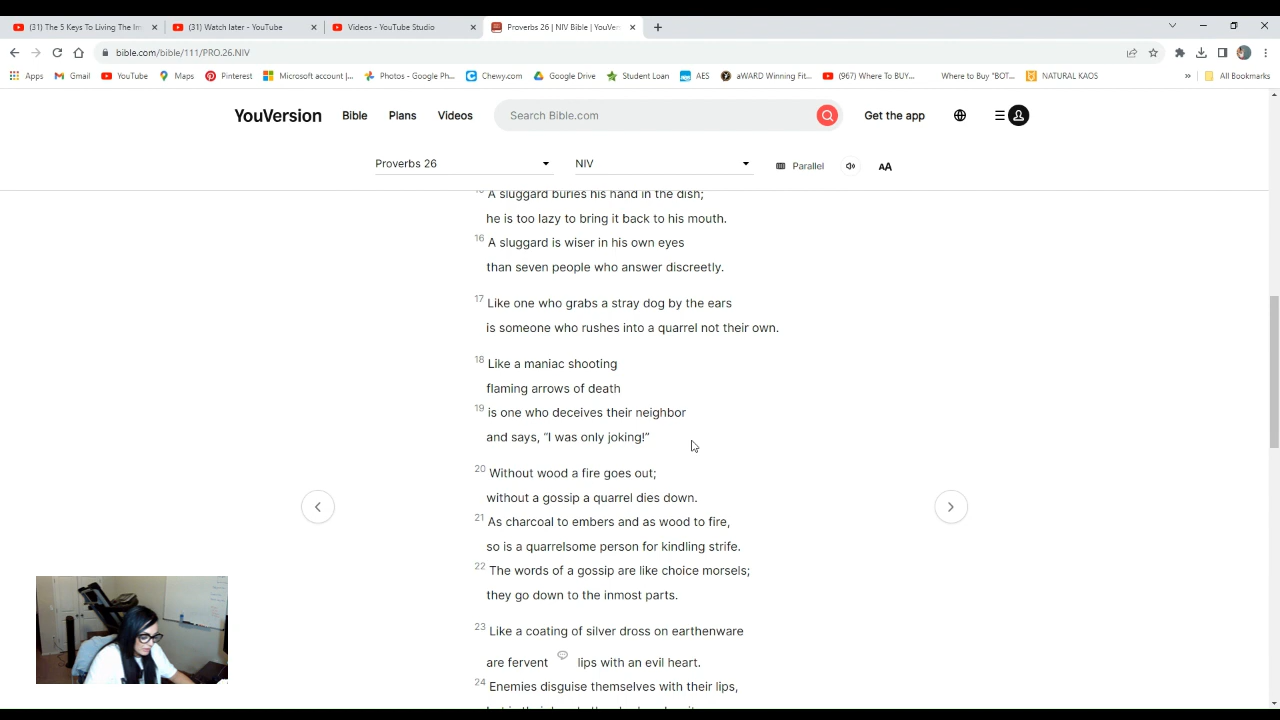 (31) The 5 Keys To Living The Im
(31) Watch later - YouTube
Videos - YouTube Studio
Proverbs 26 | NIV Bible | YouVer
bible.com/bible/111/PRO.26.NIV
Apps
Gmail
YouTube
Maps
Pinterest
Microsoft account |...
Photos - Google Ph...
Chewy.com
Google Drive
Student Loan
AES
aWARD Winning Fit...
(967) Where To BUY...
Where to Buy "BOT...
NATURAL KAOS
»
All Bookmarks
YouVersion
Bible
Plans
Videos
Search Bible.com
Get the app
Proverbs 26
NIV
Parallel
AA
A sluggard buries his hand in the dish;
he is too lazy to bring it back to his mouth.
16 A sluggard is wiser in his own eyes
than seven people who answer discreetly.
17 Like one who grabs a stray dog by the ears
is someone who rushes into a quarrel not their own.
18 Like a maniac shooting
flaming arrows of death
19 is one who deceives their neighbor
and says, “I was only joking!”
20 Without wood a fire goes out;
without a gossip a quarrel dies down.
21 As charcoal to embers and as wood to fire,
so is a quarrelsome person for kindling strife.
22 The words of a gossip are like choice morsels;
they go down to the inmost parts.
23 Like a coating of silver dross on earthenware
are fervent lips with an evil heart.
24 Enemies disguise themselves with their lips,